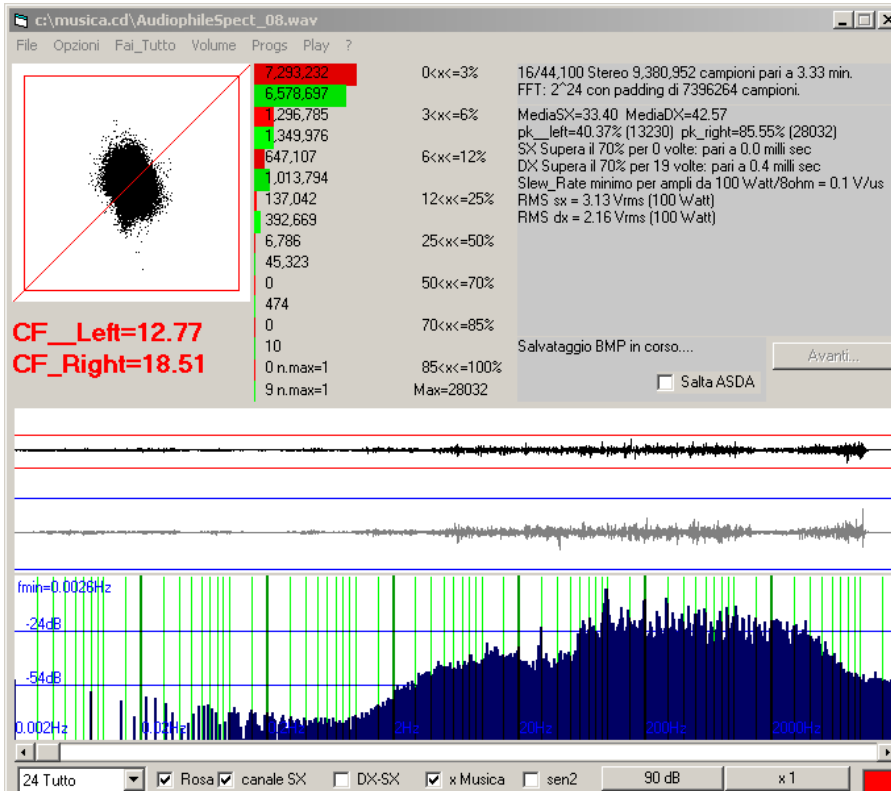 c:\musica.cd\AudiophileSpect_08.wav
File Opzioni Fai_Tutto Volume Progs Play ?
7,293,232 0<x<=3%
6,578,697
1,296,785 3<x<=6%
1,349,976
647,107 6<x<=12%
1,013,794
137,042 12<x<=25%
392,669
6,786 25<x<=50%
45,323
0 50<x<=70%
474
0 70<x<=85%
10
0 n.max=1 85<x<=100%
9 n.max=1 Max=28032
16/44,100 Stereo 9,380,952 campioni pari a 3.33 min.
FFT: 2^24 con padding di 7396264 campioni.
MediaSX=33.40 MediaDX=42.57
pk__left=40.37% (13230) pk_right=85.55% (28032)
SX Supera il 70% per 0 volte: pari a 0.0 milli sec
DX Supera il 70% per 19 volte: pari a 0.4 milli sec
Slew_Rate minimo per ampli da 100 Watt/8ohm = 0.1 V/us
RMS sx = 3.13 Vrms (100 Watt)
RMS dx = 2.16 Vrms (100 Watt)
CF__Left=12.77
CF_Right=18.51
Salvataggio BMP in corso....
Salta ASDA
Avanti...
fmin=0.0026Hz
-24dB
-54dB
0.002Hz 0.02Hz 0.2Hz 2Hz 20Hz 200Hz 2000Hz
24 Tutto Rosa canale SX DX-SX x Musica sen2 90 dB x 1